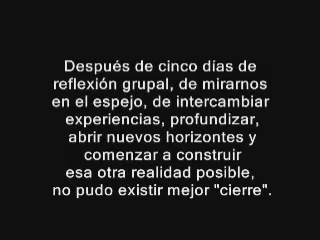 Después de cinco días de
reflexión grupal, de mirarnos
en el espejo, de intercambiar
experiencias, profundizar,
abrir nuevos horizontes y
comenzar a construir
esa otra realidad posible,
no pudo existir mejor "cierre".